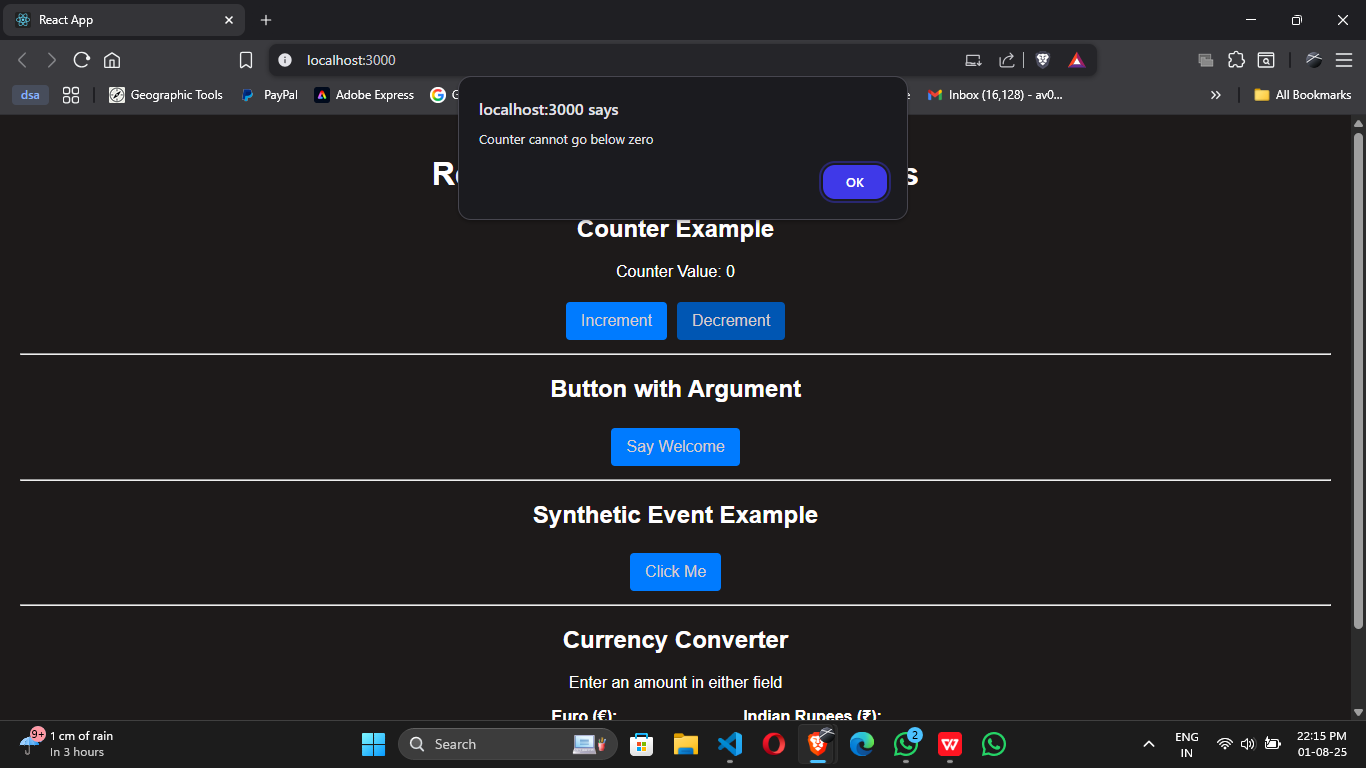 React App
localhost:3000
dsa
Geographic Tools
PayPal
Adobe Express
Inbox (16,128) - av0...
All Bookmarks
localhost:3000 says
Counter cannot go below zero
OK
Counter Example
Counter Value: 0
Increment
Decrement
Button with Argument
Say Welcome
Synthetic Event Example
Click Me
Currency Converter
Enter an amount in either field
Euro (€):
Indian Rupees (₹):
9+
1 cm of rain
In 3 hours
Search
2
ENG
IN
22:15 PM
01-08-25